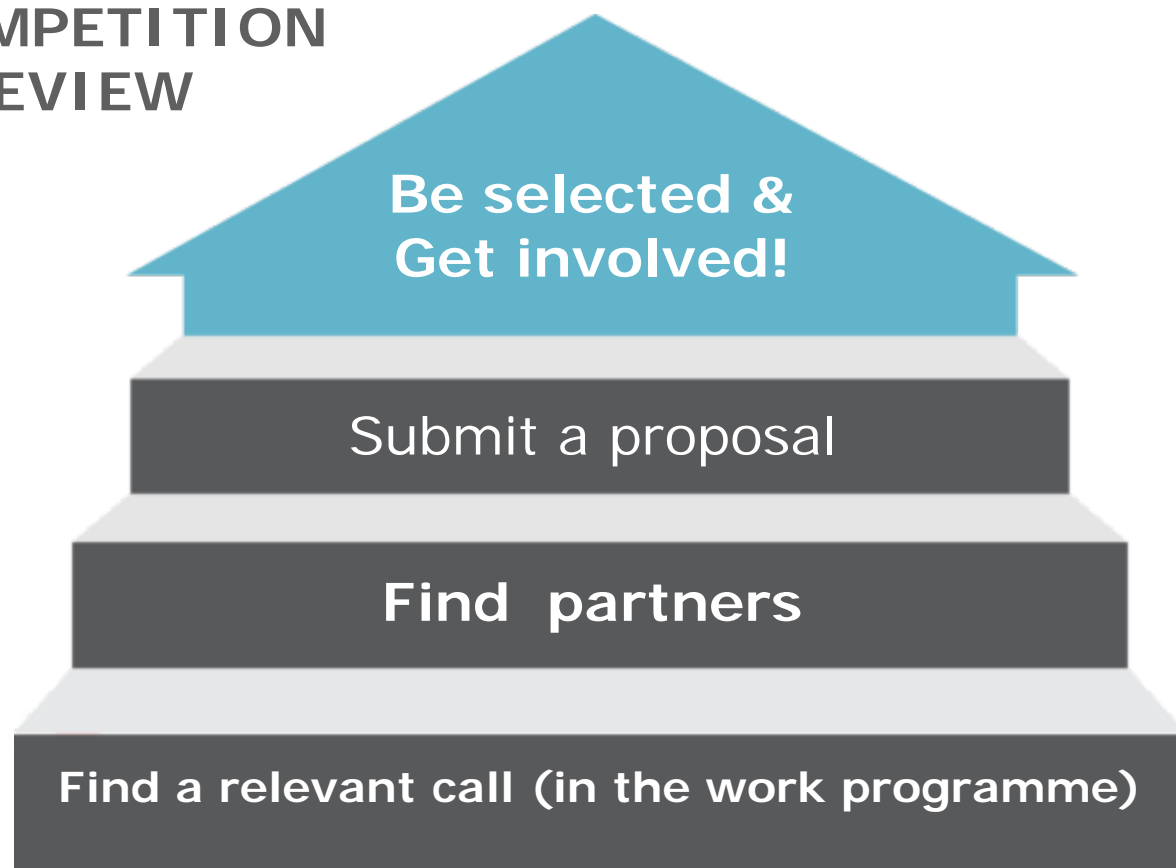 MPETITION
EVIEW
Be selected &
Get involved!
Submit a proposal
Find partners
Find a relevant call (in the work programme)